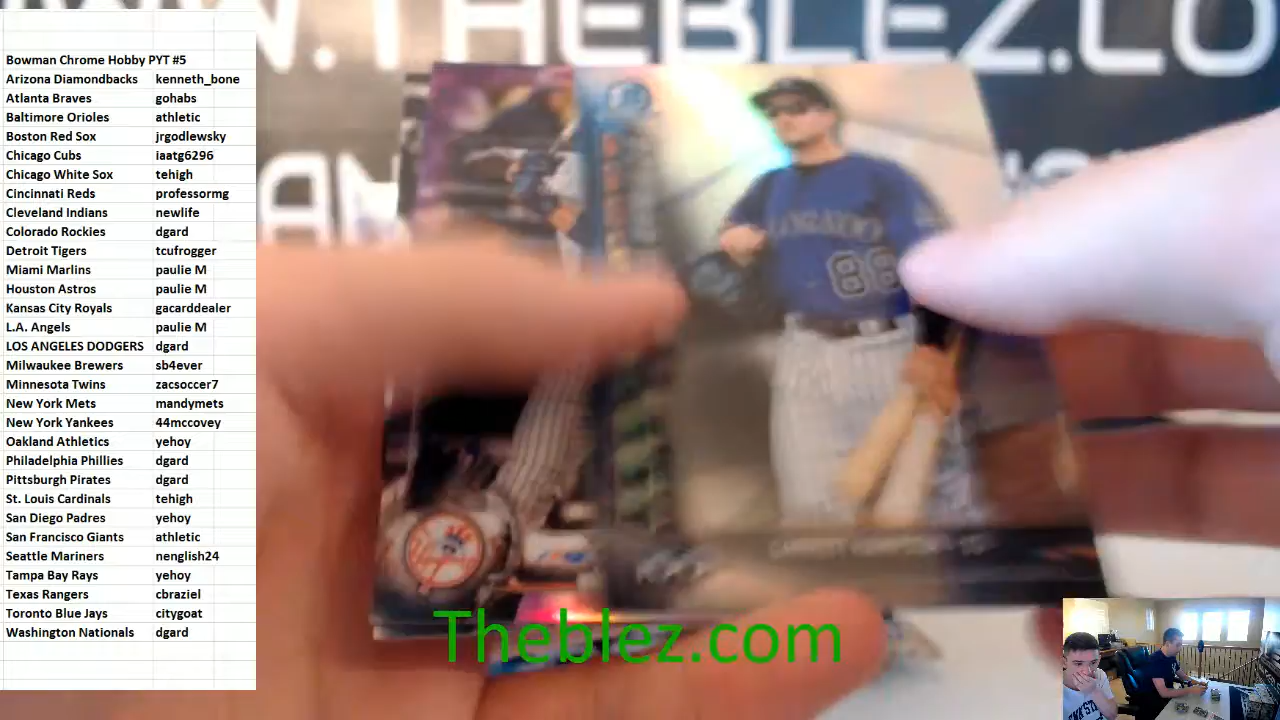 WWW.THEBLEZ.CO
Bowman Chrome Hobby PYT #5
Arizona Diamondbacks kenneth_bone
Atlanta Braves gohabs
Baltimore Orioles athletic
Boston Red Sox jrgodlewsky
Chicago Cubs iaatg6296
Chicago White Sox tehigh
Cincinnati Reds professormg
Cleveland Indians newlife
Colorado Rockies dgard
Detroit Tigers tcufrogger
Miami Marlins paulie M
Houston Astros paulie M
Kansas City Royals gacarddealer
L.A. Angels paulie M
LOS ANGELES DODGERS dgard
Milwaukee Brewers sb4ever
Minnesota Twins zacsoccer7
New York Mets mandymets
New York Yankees 44mccovey
Oakland Athletics yehoy
Philadelphia Phillies dgard
Pittsburgh Pirates dgard
St. Louis Cardinals tehigh
San Diego Padres yehoy
San Francisco Giants athletic
Seattle Mariners nenglish24
Tampa Bay Rays yehoy
Texas Rangers cbraziel
Toronto Blue Jays citygoat
Washington Nationals dgard
88
Theblez.com